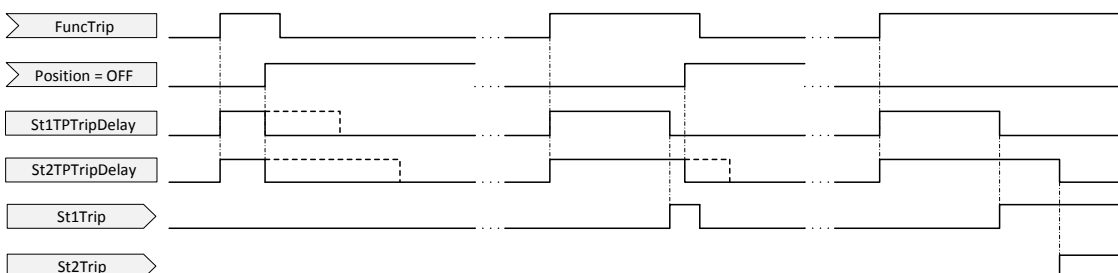 FuncTrip
Position = OFF
St1TPTripDelay
St2TPTripDelay
St1Trip
St2Trip